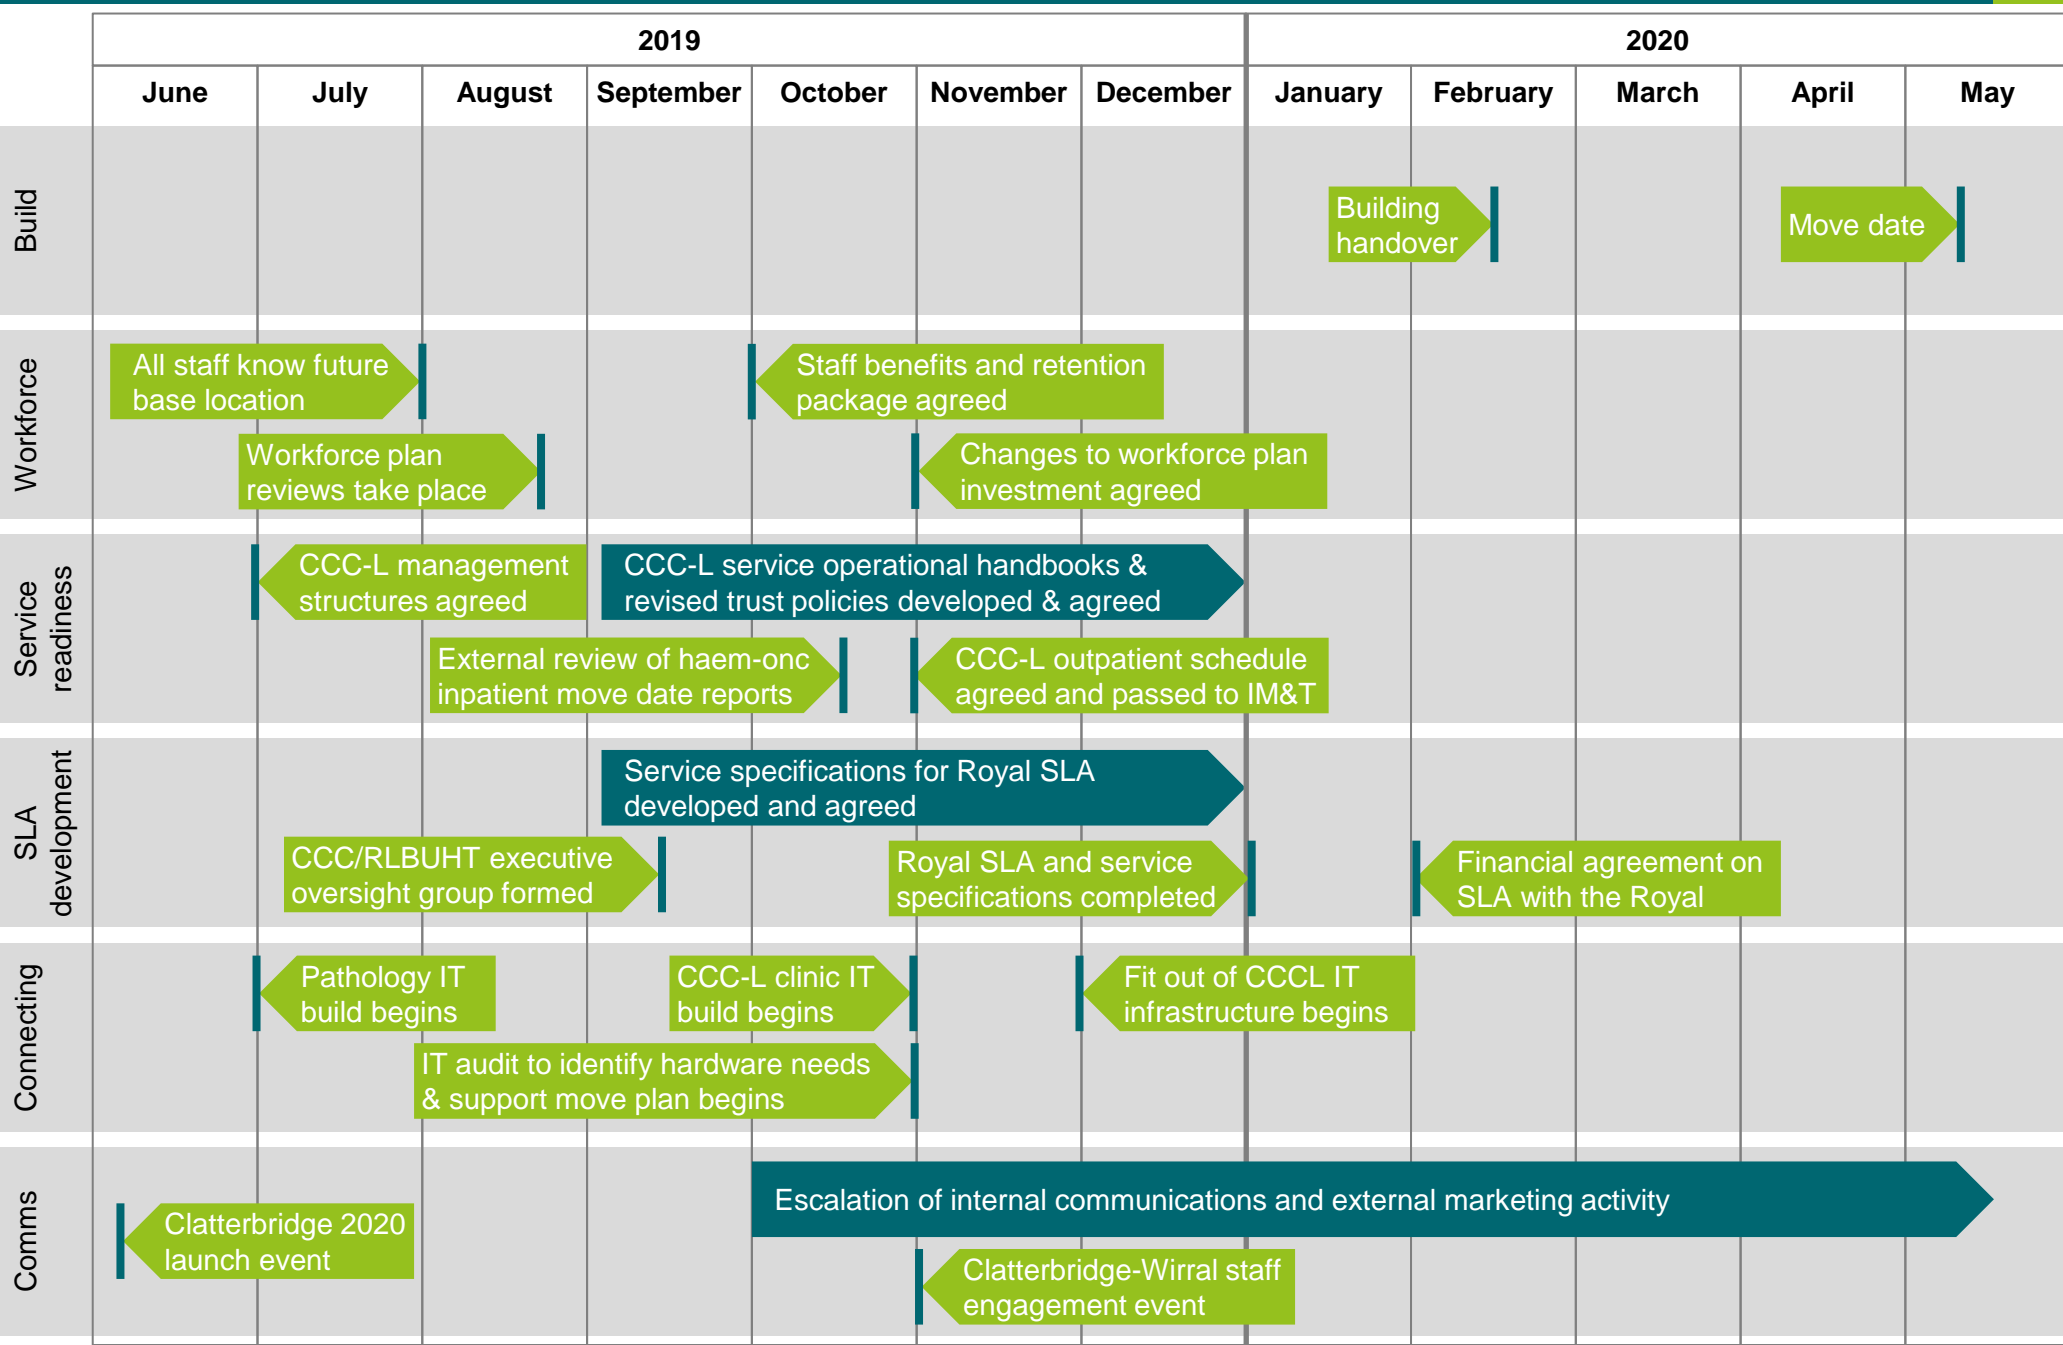 2019
2020
June
July
August
September
October
November
December
January
February
March
April
May
Build
Building
handover
Move date
Workforce
All staff know future
base location
Staff benefits and retention
package agreed
Workforce plan
reviews take place
Changes to workforce plan
investment agreed
Service
readiness
CCC-L management
structures agreed
CCC-L service operational handbooks &
revised trust policies developed & agreed
External review of haem-onc
inpatient move date reports
CCC-L outpatient schedule
agreed and passed to IM&T
SLA
development
Service specifications for Royal SLA
developed and agreed
CCC/RLBUHT executive
oversight group formed
Royal SLA and service
specifications completed
Financial agreement on
SLA with the Royal
Connecting
Pathology IT
build begins
CCC-L clinic IT
build begins
Fit out of CCCL IT
infrastructure begins
IT audit to identify hardware needs
& support move plan begins
Comms
Escalation of internal communications and external marketing activity
Clatterbridge 2020
launch event
Clatterbridge-Wirral staff
engagement event